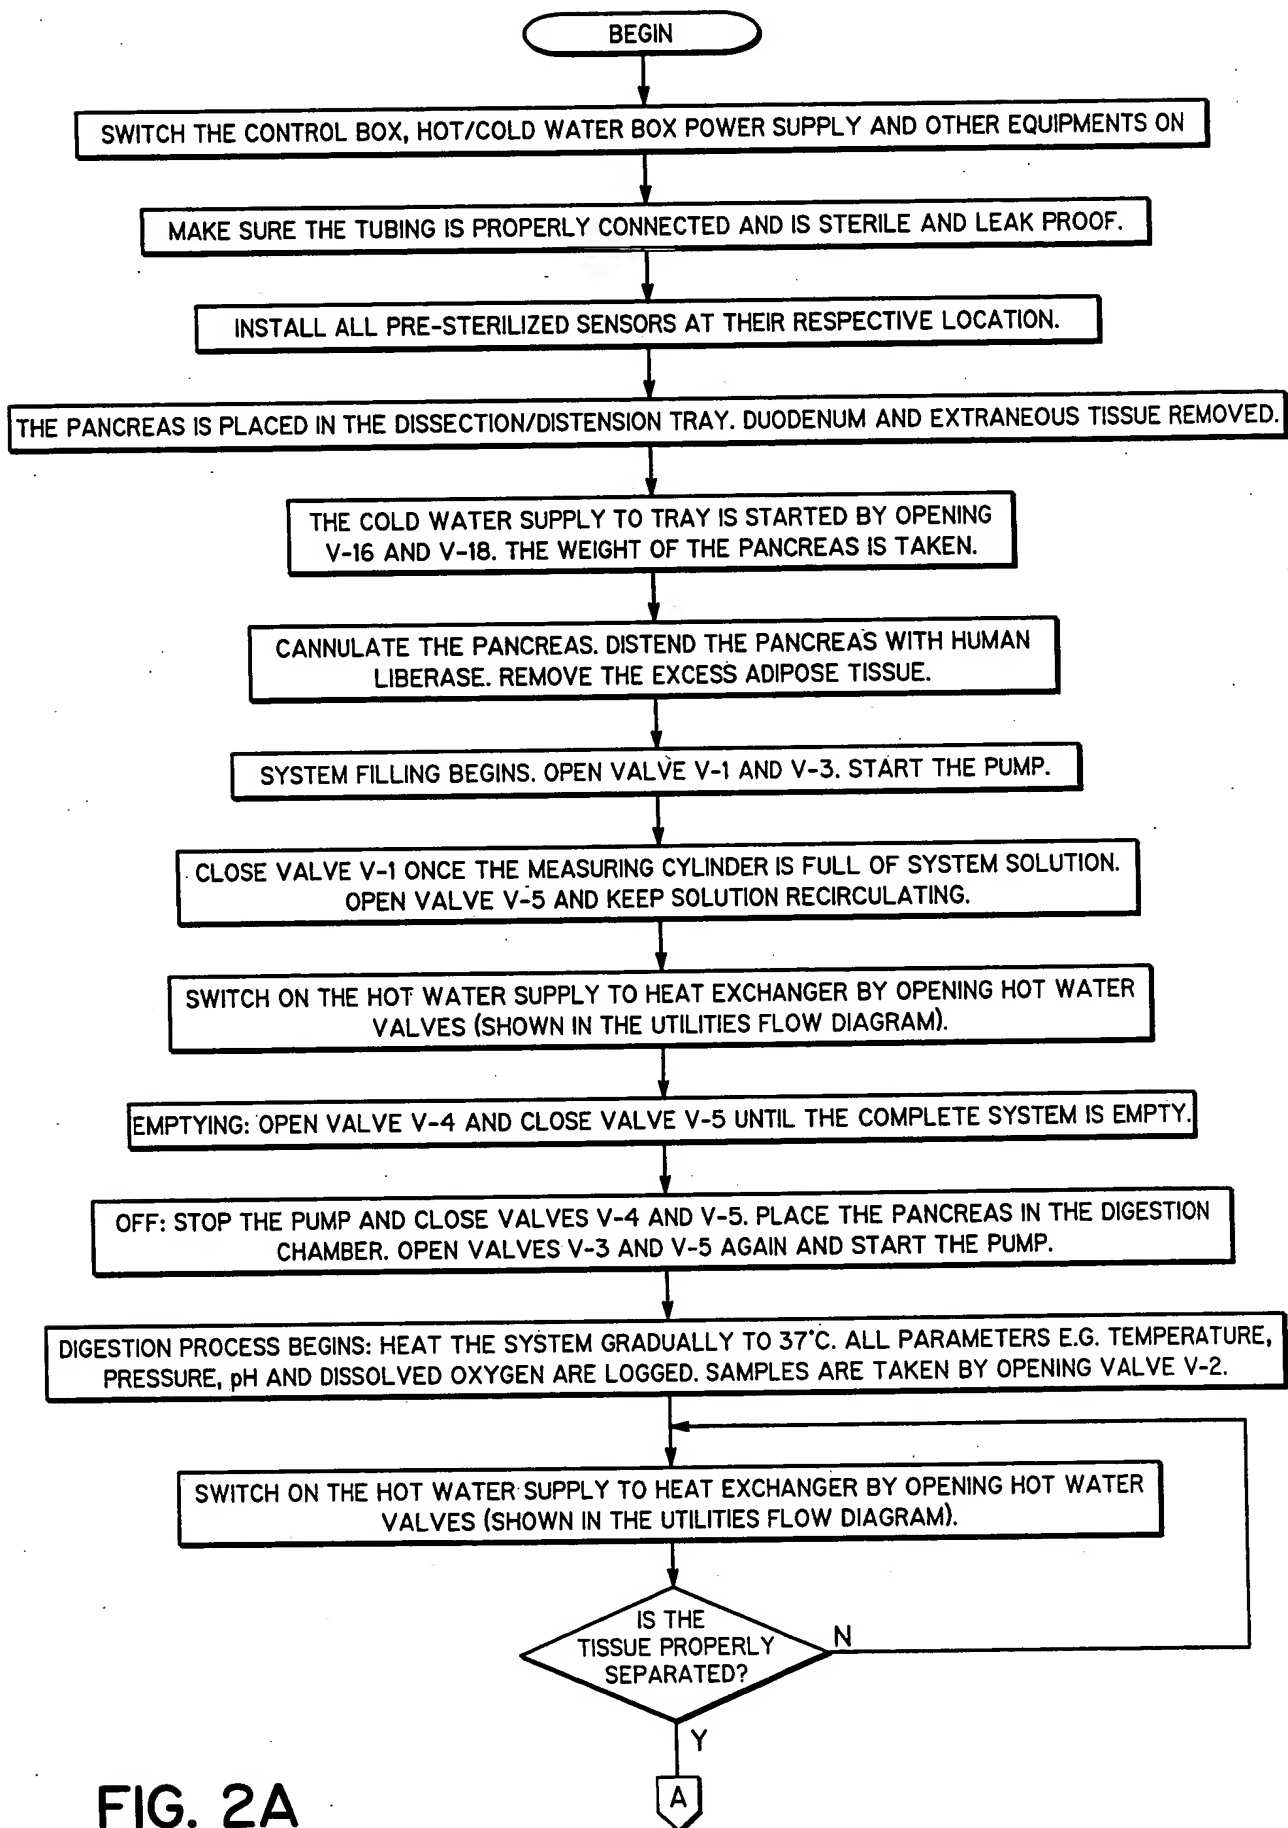 BEGIN
SWITCH THE CONTROL BOX, HOT/COLD WATER BOX POWER SUPPLY AND OTHER EQUIPMENTS ON
MAKE SURE THE TUBING IS PROPERLY CONNECTED AND IS STERILE AND LEAK PROOF.
INSTALL ALL PRE-STERILIZED SENSORS AT THEIR RESPECTIVE LOCATION.
THE PANCREAS IS PLACED IN THE DISSECTION/DISTENSION TRAY. DUODENUM AND EXTRANEOUS TISSUE REMOVED.
THE COLD WATER SUPPLY TO TRAY IS STARTED BY OPENING
V-16 AND V-18. THE WEIGHT OF THE PANCREAS IS TAKEN.
CANNULATE THE PANCREAS. DISTEND THE PANCREAS WITH HUMAN
LIBERASE. REMOVE THE EXCESS ADIPOSE TISSUE.
SYSTEM FILLING BEGINS. OPEN VALVE V-1 AND V-3. START THE PUMP.
CLOSE VALVE V-1 ONCE THE MEASURING CYLINDER IS FULL OF SYSTEM SOLUTION.
OPEN VALVE V-5 AND KEEP SOLUTION RECIRCULATING.
SWITCH ON THE HOT WATER SUPPLY TO HEAT EXCHANGER BY OPENING HOT WATER
VALVES (SHOWN IN THE UTILITIES FLOW DIAGRAM).
EMPTYING: OPEN VALVE V-4 AND CLOSE VALVE V-5 UNTIL THE COMPLETE SYSTEM IS EMPTY.
OFF: STOP THE PUMP AND CLOSE VALVES V-4 AND V-5. PLACE THE PANCREAS IN THE DIGESTION
CHAMBER. OPEN VALVES V-3 AND V-5 AGAIN AND START THE PUMP.
DIGESTION PROCESS BEGINS: HEAT THE SYSTEM GRADUALLY TO 37°C. ALL PARAMETERS E.G. TEMPERATURE,
PRESSURE, pH AND DISSOLVED OXYGEN ARE LOGGED. SAMPLES ARE TAKEN BY OPENING VALVE V-2.
SWITCH ON THE HOT WATER SUPPLY TO HEAT EXCHANGER BY OPENING HOT WATER
VALVES (SHOWN IN THE UTILITIES FLOW DIAGRAM).
IS THE
TISSUE PROPERLY
SEPARATED?
N
Y
A
FIG. 2A